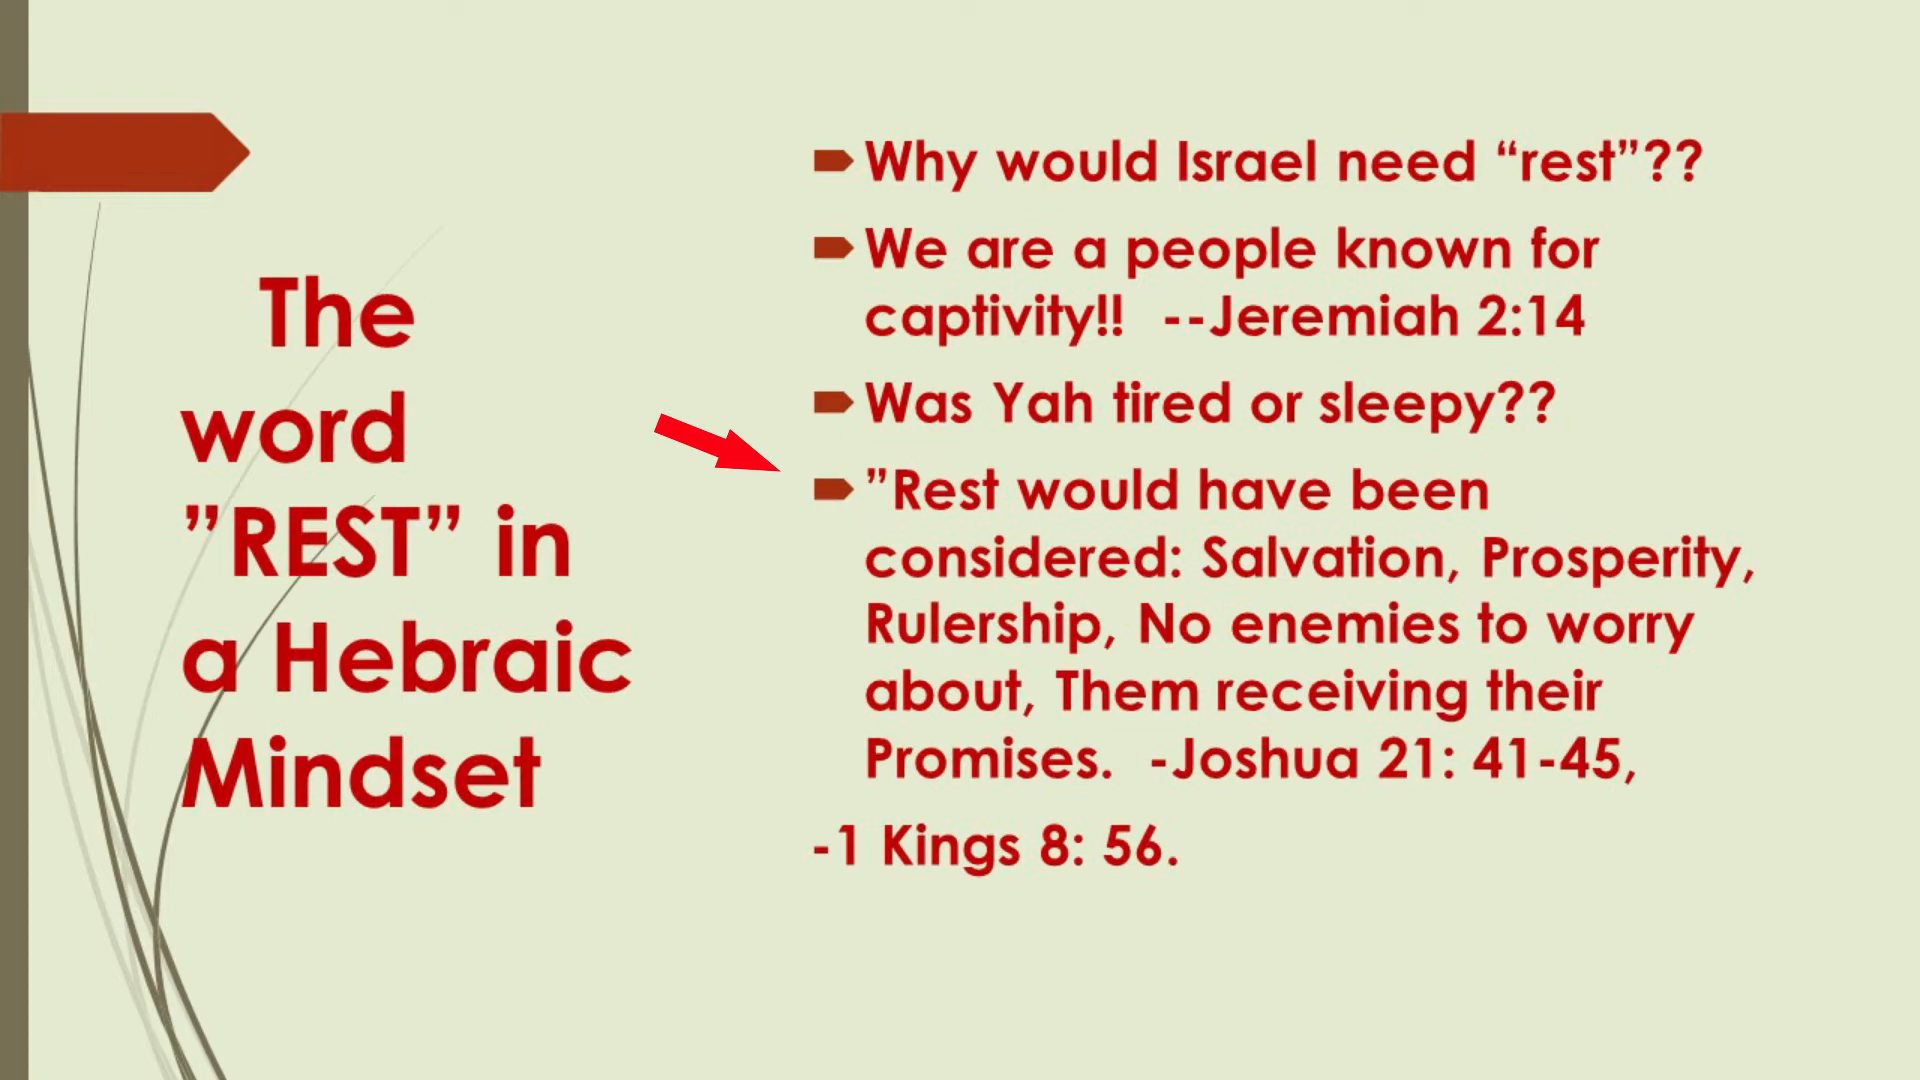 The
word
”REST” in
a Hebraic
Mindset
Why would Israel need “rest”??
We are a people known for
captivity!! --Jeremiah 2:14
Was Yah tired or sleepy??
”Rest would have been
considered: Salvation, Prosperity,
Rulership, No enemies to worry
about, Them receiving their
Promises. -Joshua 21: 41-45,
-1 Kings 8: 56.